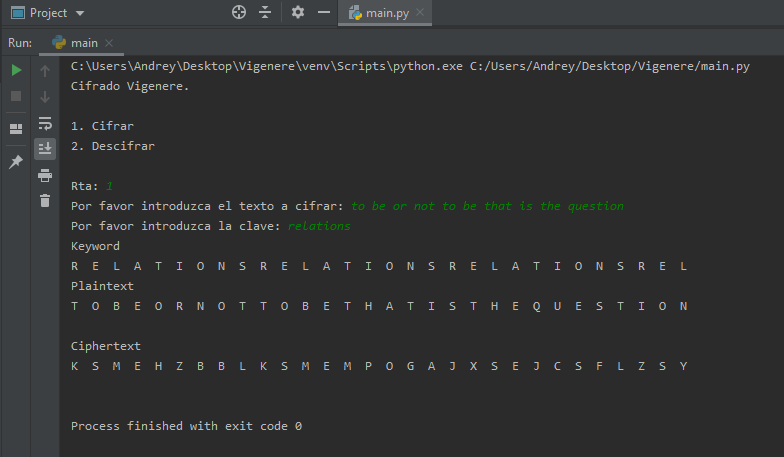 Project
main.py
Run: main
C:\Users\Andrey\Desktop\Vigenere\venv\Scripts\python.exe C:/Users/Andrey/Desktop/Vigenere/main.py
Cifrado Vigenere.
1. Cifrar
2. Descifrar
Rta: 1
Por favor introduzca el texto a cifrar: to be or not to be that is the question
Por favor introduzca la clave: relations
Keyword
R E L A T I O N S R E L A T I O N S R E L A T I O N S R E L
Plaintext
T O B E O R N O T T O B E T H A T I S T H E Q U E S T I O N
Ciphertext
K S M E H Z B B L K S M E M P O G A J X S E J C S F L Z S Y
Process finished with exit code 0